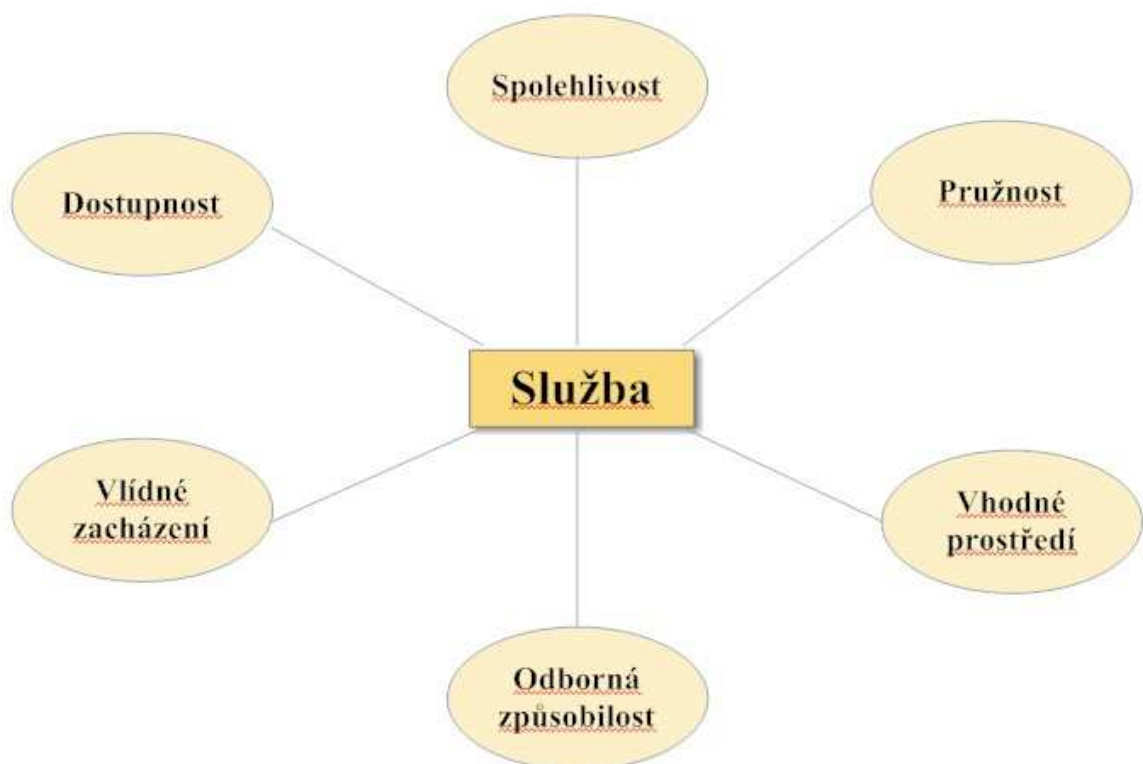 Spolehlivost
Dostupnost
Pružnost
Služba
Vlídné
zacházení
Vhodné
prostředí
Odborná
způsobilost